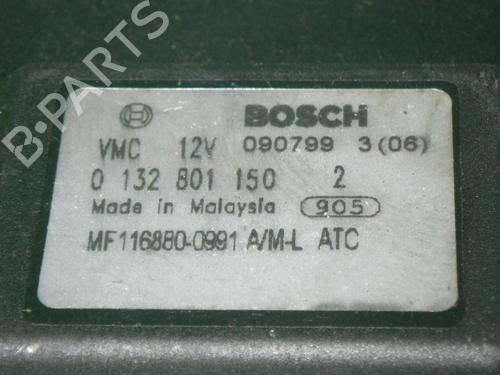 B-PARTS
BOSCH
VMC 12V 090799 3(06)
0 132 801 150 2
Made in Malaysia 905
MF116880-0991 A/M-L ATC